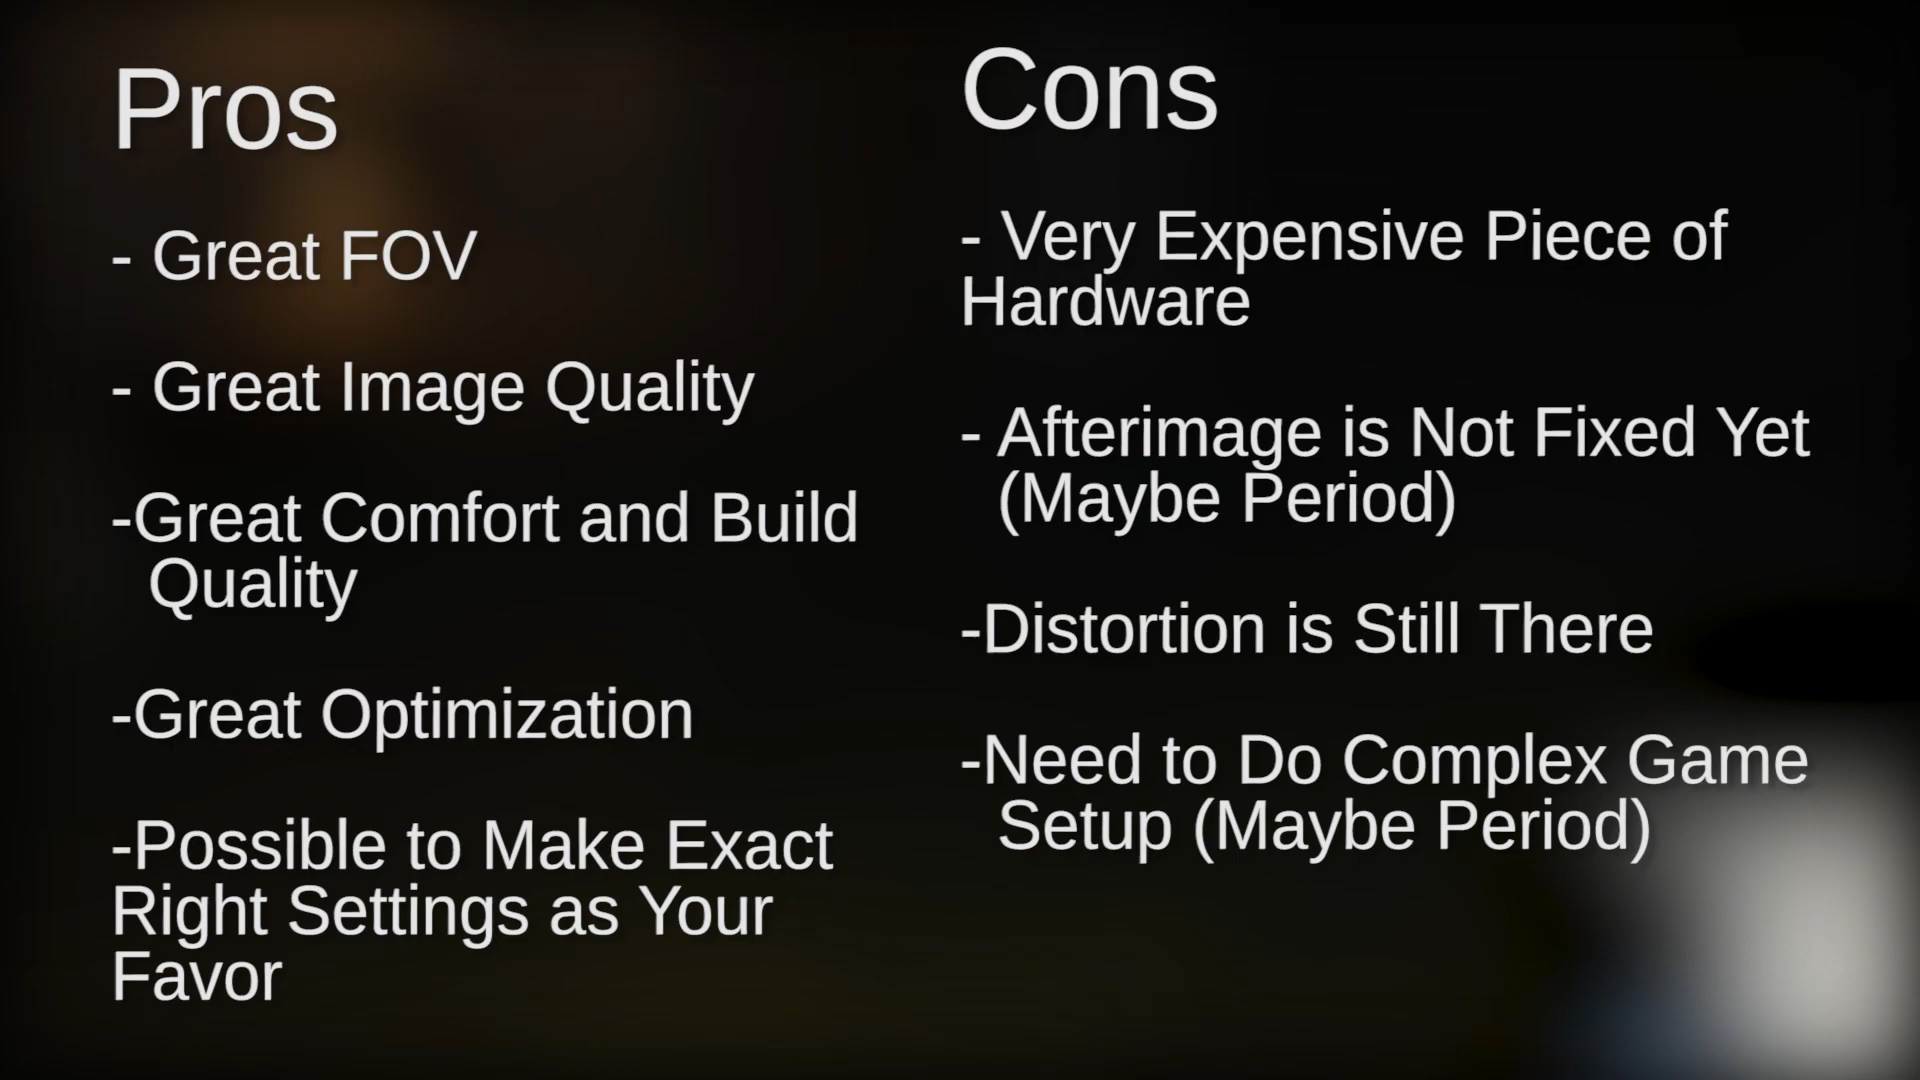 Pros
- Great FOV
- Great Image Quality
-Great Comfort and Build
Quality
-Great Optimization
-Possible to Make Exact
Right Settings as Your
Favor
Cons
- Very Expensive Piece of
Hardware
- Afterimage is Not Fixed Yet
(Maybe Period)
-Distortion is Still There
-Need to Do Complex Game
Setup (Maybe Period)